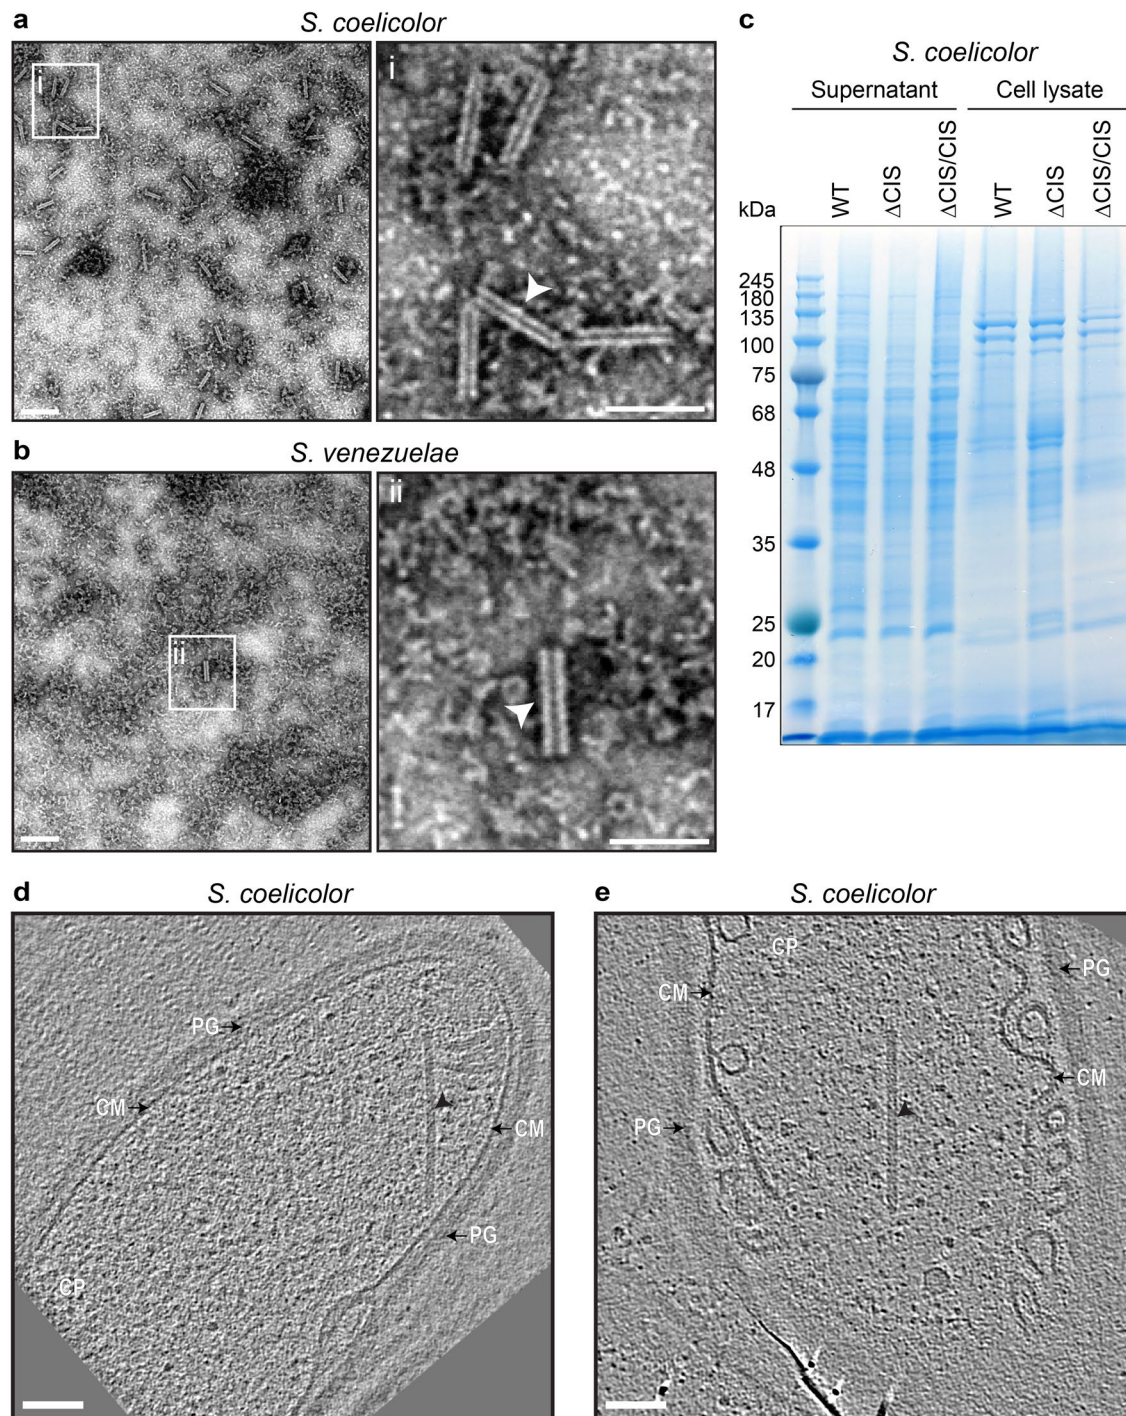 a
S. coelicolor
i
i
b
S. venezuelae
ii
ii
c
S. coelicolor
Supernatant Cell lysate
WT
ΔCIS
ΔCIS/CIS
WT
ΔCIS
ΔCIS/CIS
kDa
245
180
135
100
75
68
48
35
25
20
17
d
S. coelicolor
PG
CM
CM
PG
CP
e
S. coelicolor
CP
PG
CM
CM
PG